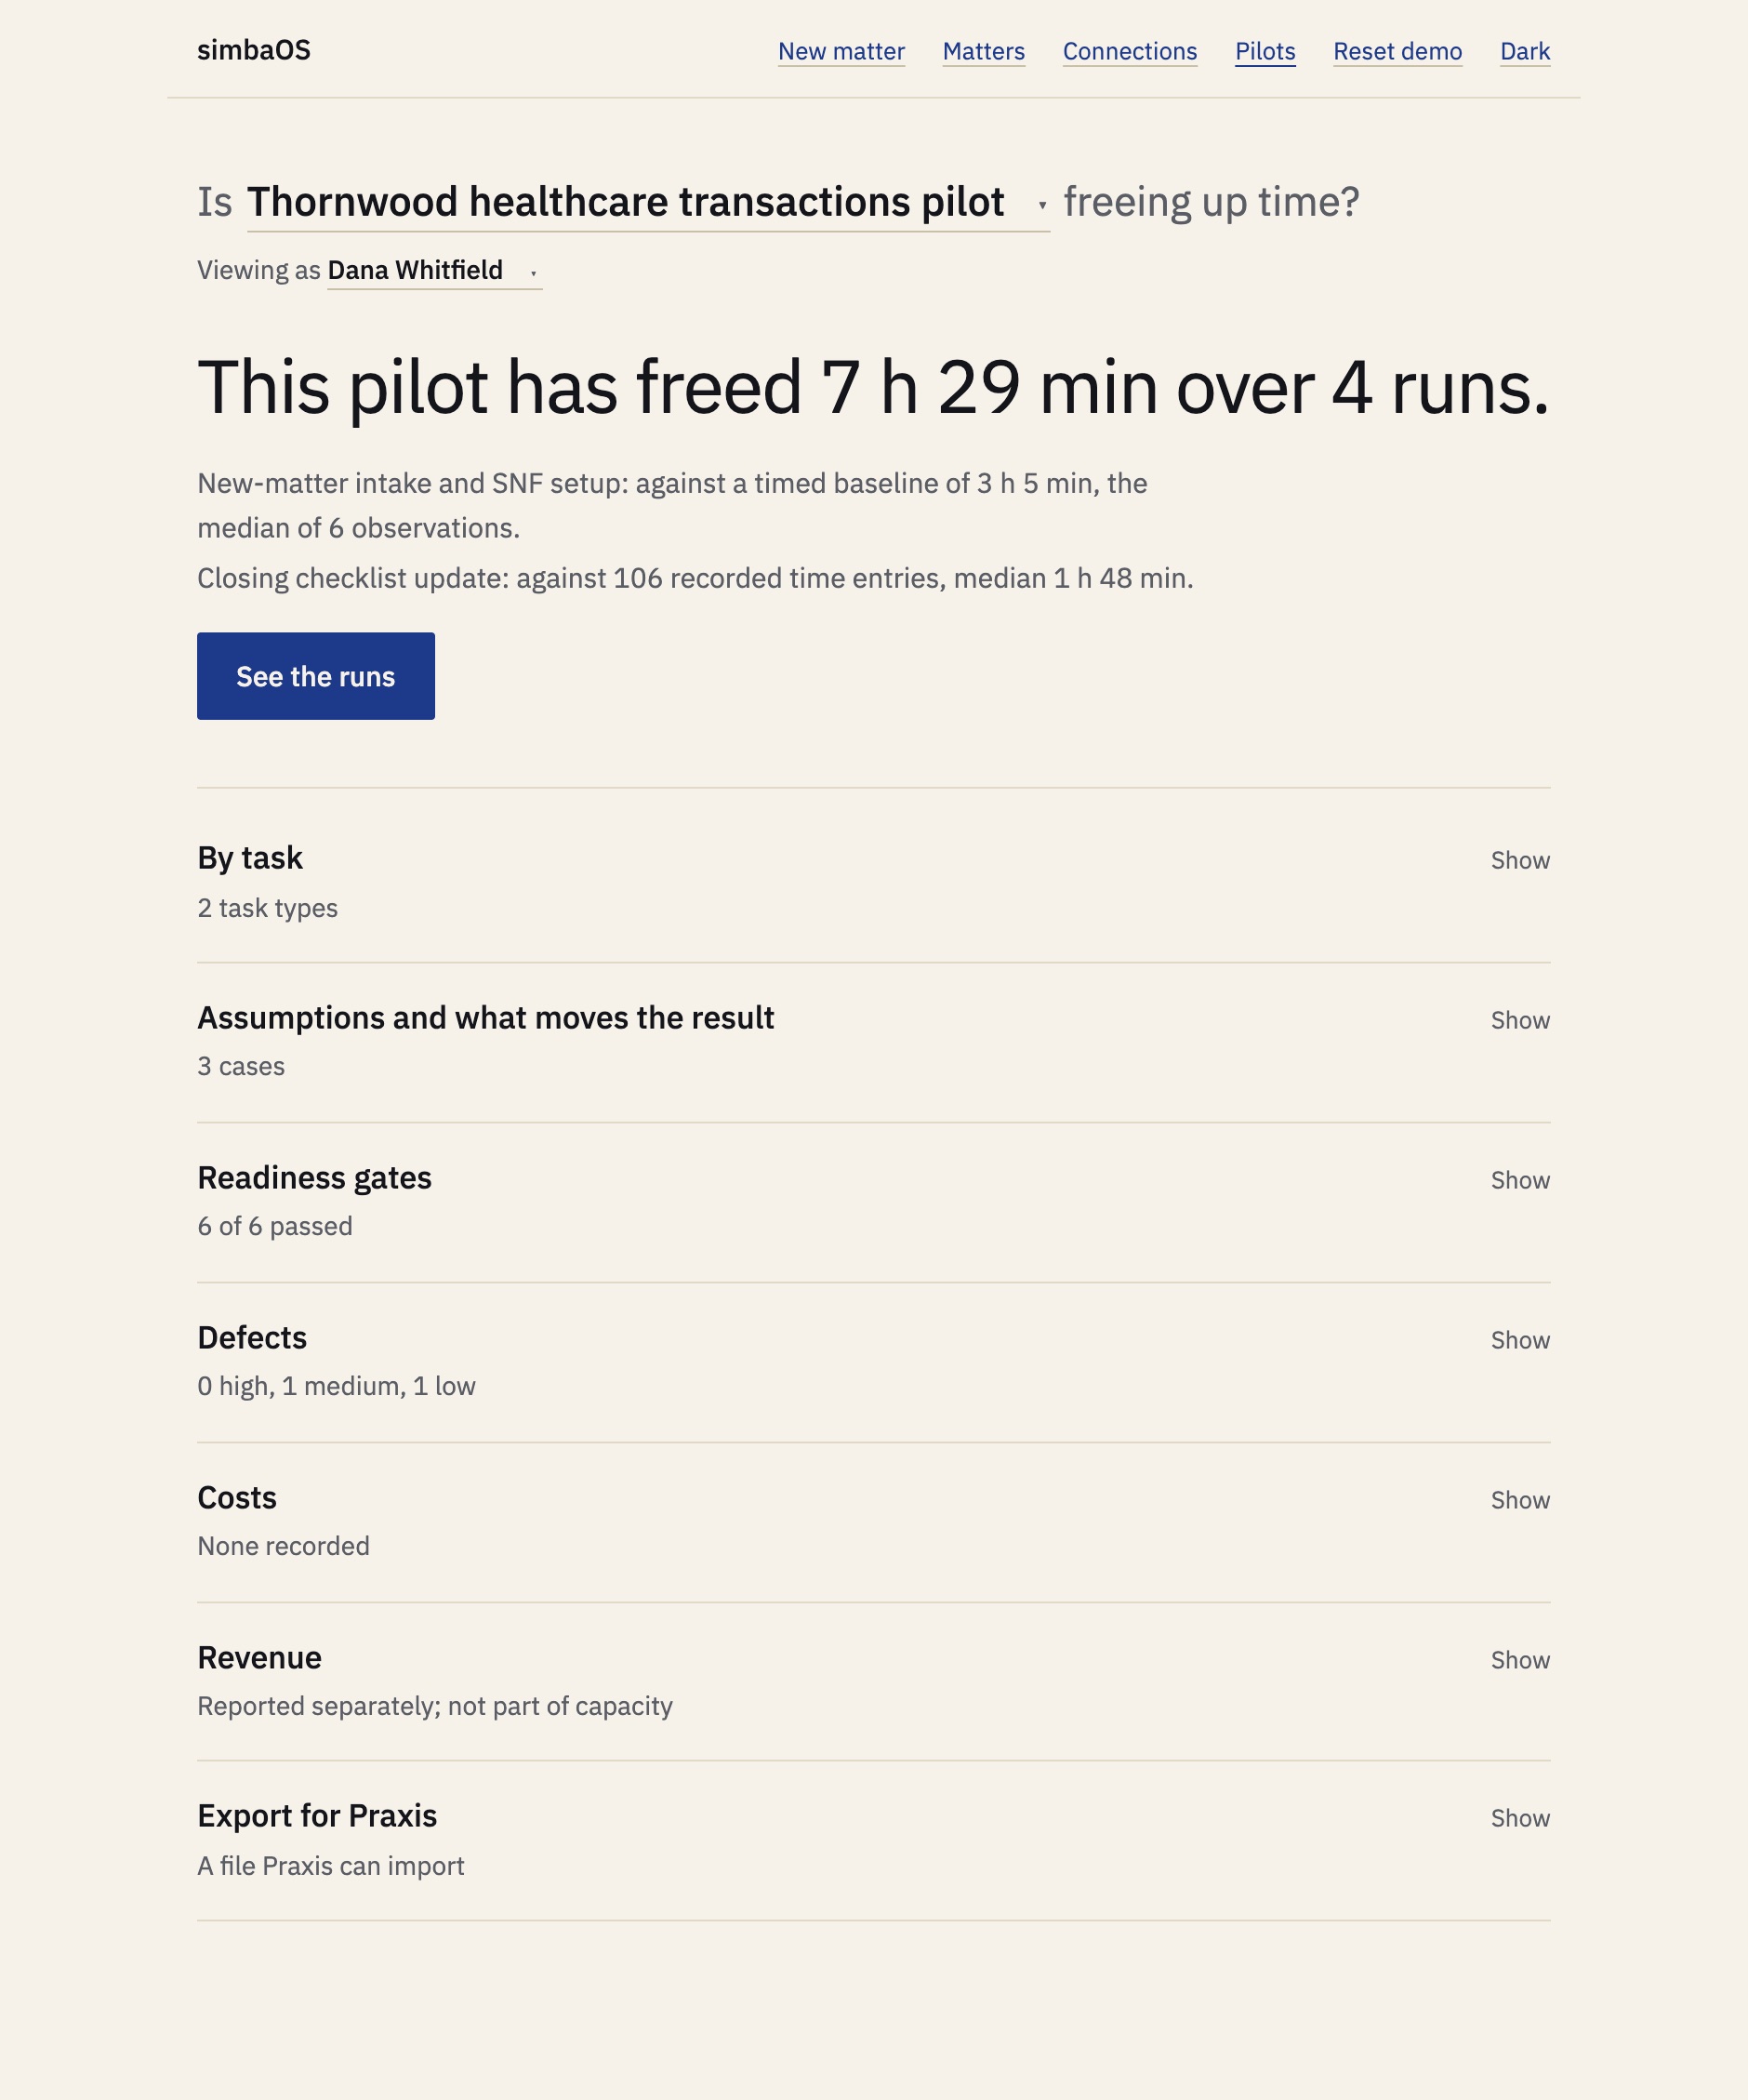 simbaOS
New matter Matters Connections Pilots Reset demo Dark
Is Thornwood healthcare transactions pilot ▾ freeing up time?
Viewing as Dana Whitfield ▾
This pilot has freed 7 h 29 min over 4 runs.
New-matter intake and SNF setup: against a timed baseline of 3 h 5 min, the
median of 6 observations.
Closing checklist update: against 106 recorded time entries, median 1 h 48 min.
See the runs
By task Show
2 task types
Assumptions and what moves the result Show
3 cases
Readiness gates Show
6 of 6 passed
Defects Show
0 high, 1 medium, 1 low
Costs Show
None recorded
Revenue Show
Reported separately; not part of capacity
Export for Praxis Show
A file Praxis can import